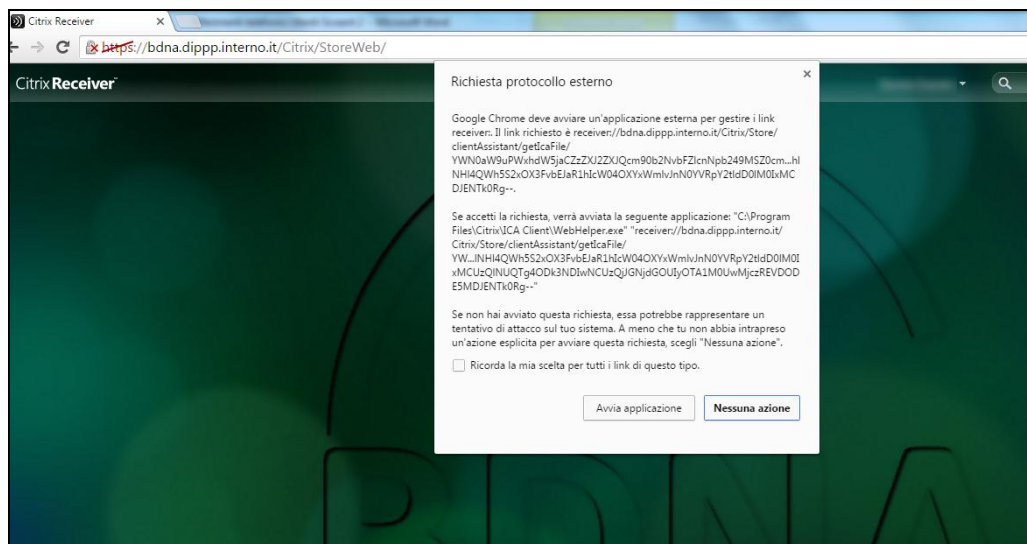 Citrix Receiver
https://bdna.dippp.interno.it/Citrix/StoreWeb/
Citrix Receiver
Richiesta protocollo esterno
Google Chrome deve avviare un'applicazione esterna per gestire i link
receiver:. Il link richiesto è receiver://bdna.dippp.interno.it/Citrix/Store/
clientAssistant/getIcaFile/
YWN0aW9uPWxhdW5jaCZzZXJ2ZXJQcm90b2NvbFZlcnNpb249MSZ0cm...hl
NHl4QWh5S2xOX3FvbEJaR1hIcW04OXYxWmlvJnN0YVRpY2tldD0lM0IxMC
DJENTk0Rg--.
Se accetti la richiesta, verrà avviata la seguente applicazione: "C:\Program
Files\Citrix\ICA Client\WebHelper.exe" "receiver://bdna.dippp.interno.it/
Citrix/Store/clientAssistant/getIcaFile/
YW...lNHl4QWh5S2xOX3FvbEJaR1hIcW04OXYxWmlvJnN0YVRpY2tldD0lM0I
xMCUzQlNUQTg4ODk3NDIwNCUzQjJGNjdGOUIyOTA1M0UwMjczREVDOD
E5MDJENTk0Rg--"
Se non hai avviato questa richiesta, essa potrebbe rappresentare un
tentativo di attacco sul tuo sistema. A meno che tu non abbia intrapreso
un'azione esplicita per avviare questa richiesta, scegli "Nessuna azione".
Ricorda la mia scelta per tutti i link di questo tipo.
Avvia applicazione
Nessuna azione
BDNA